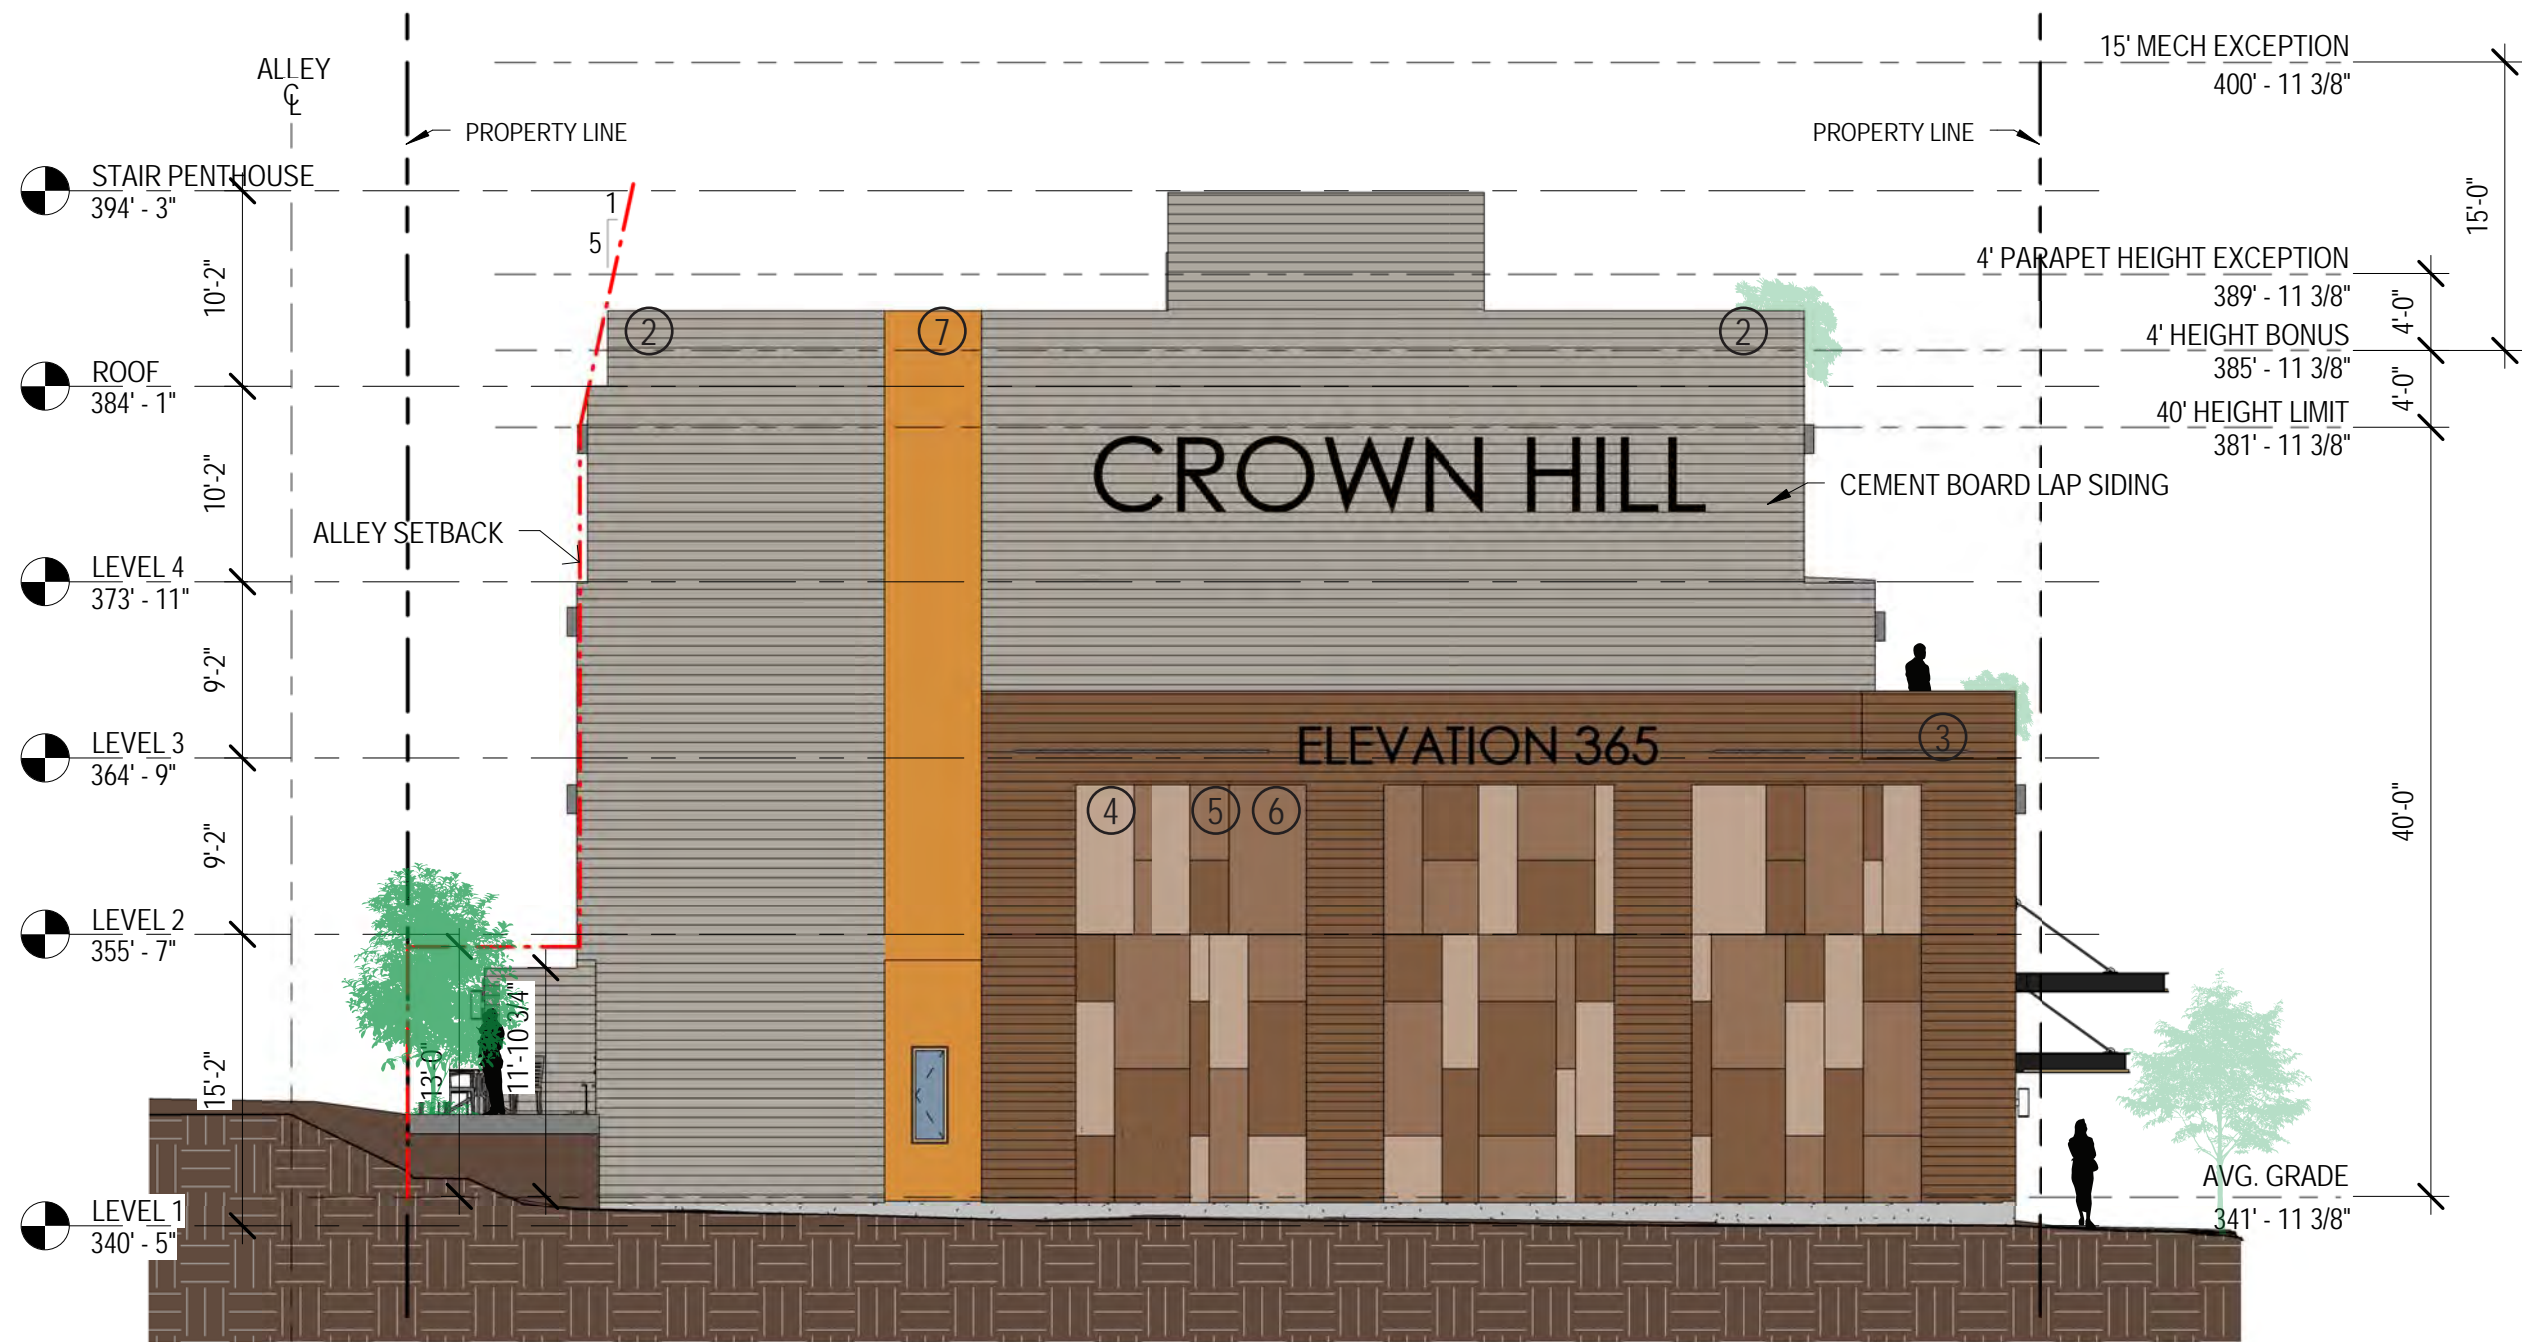 15' MECH EXCEPTION
400' - 11 3/8"
ALLEY
CL
PROPERTY LINE
PROPERTY LINE
STAIR PENTHOUSE
394' - 3"
1
5
15'-0"
10'-2"
4' PARAPET HEIGHT EXCEPTION
389' - 11 3/8"
4'-0"
2
7
2
4' HEIGHT BONUS
385' - 11 3/8"
ROOF
384' - 1"
4'-0"
40' HEIGHT LIMIT
381' - 11 3/8"
10'-2"
CROWN HILL
CEMENT BOARD LAP SIDING
ALLEY SETBACK
LEVEL 4
373' - 11"
9'-2"
ELEVATION 365
3
LEVEL 3
364' - 9"
4
5
6
40'-0"
9'-2"
LEVEL 2
355' - 7"
15'-2"
13'-0"
11'-10 3/4"
AVG. GRADE
341' - 11 3/8"
LEVEL 1
340' - 5"